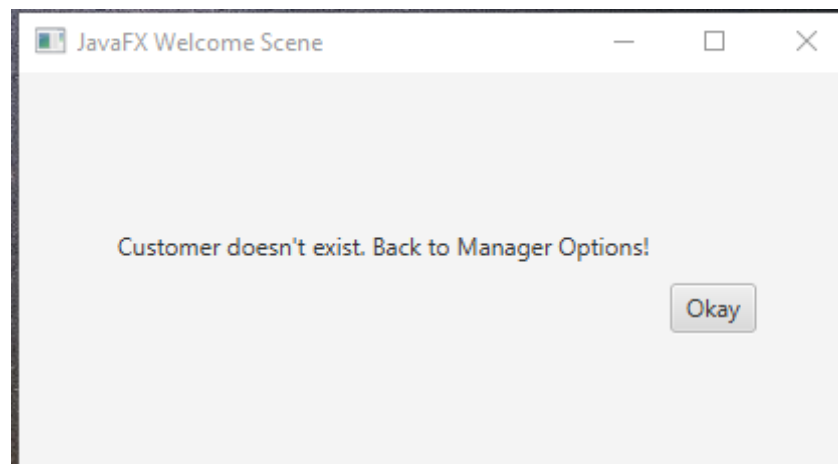 JavaFX Welcome Scene
Customer doesn't exist. Back to Manager Options!
Okay